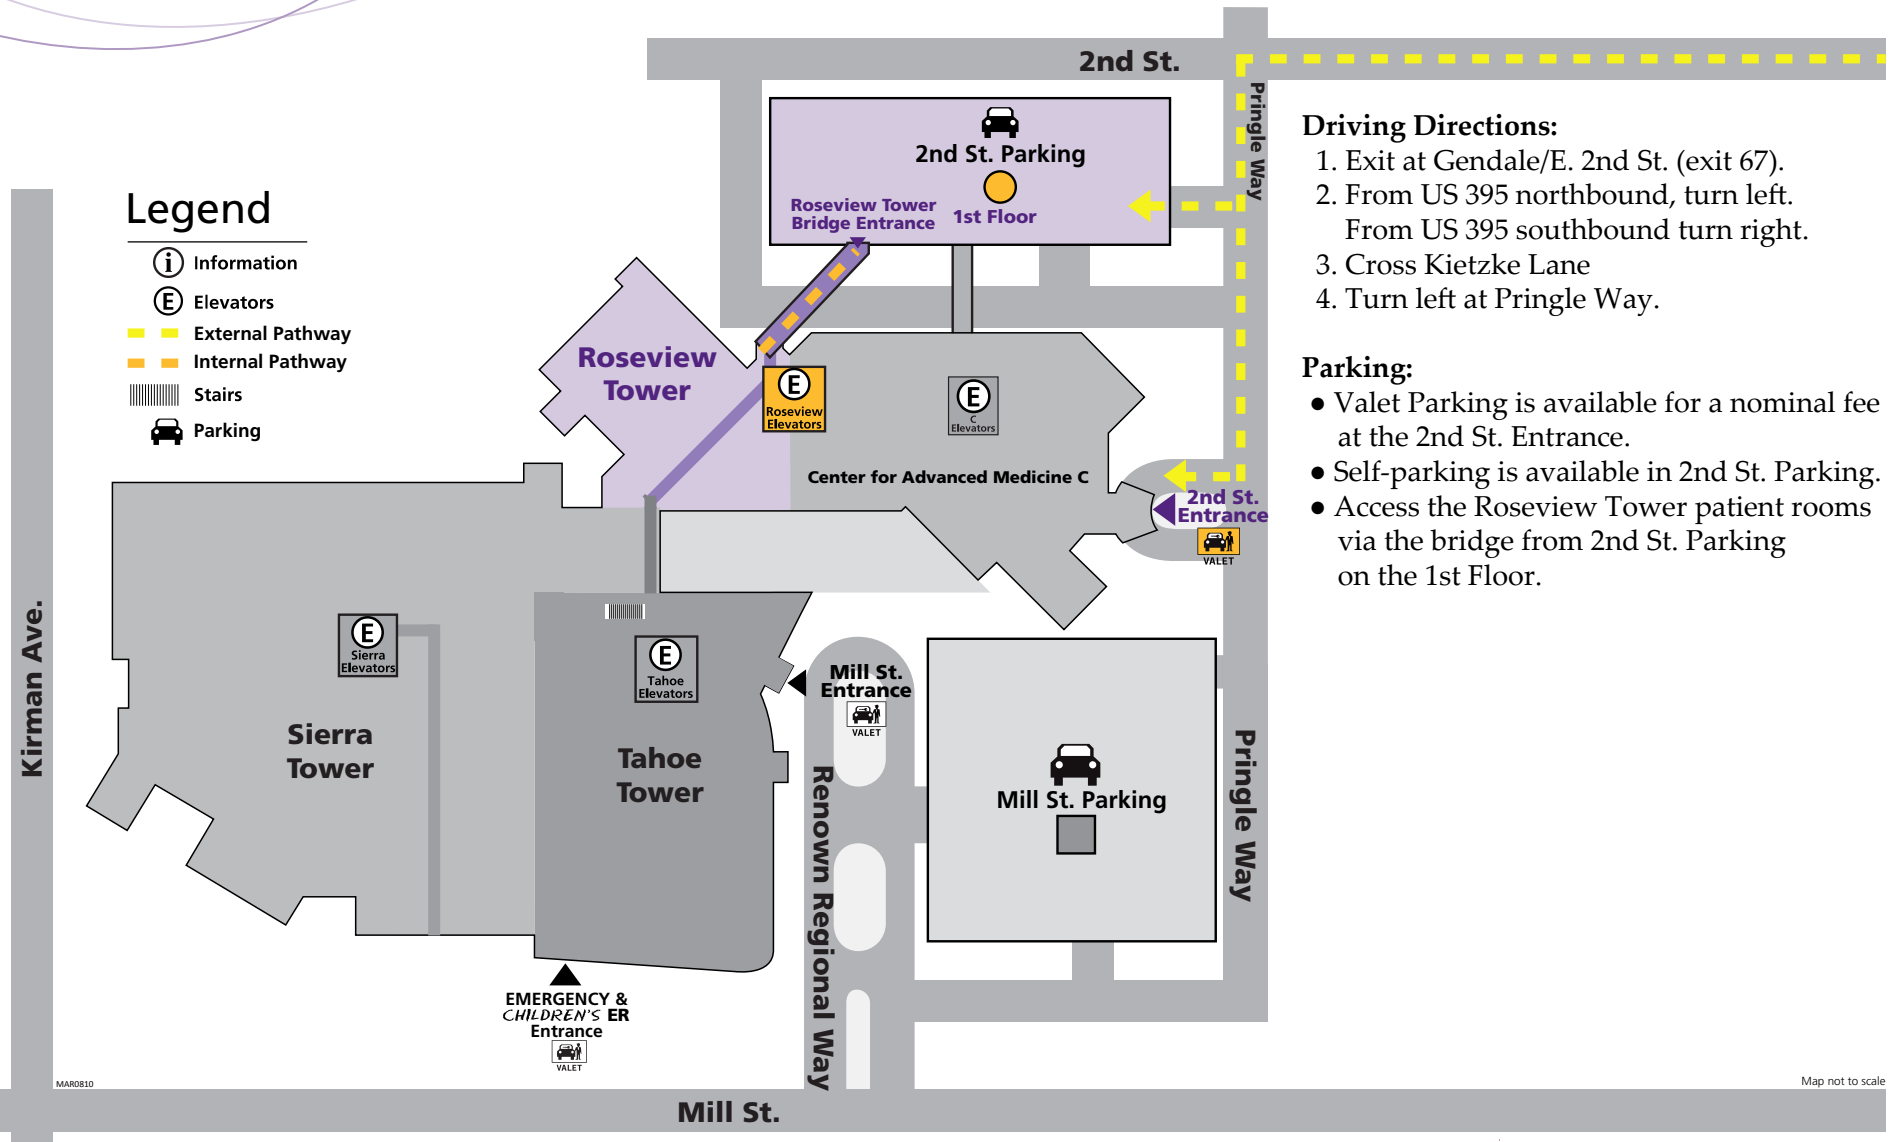 2nd St.
Pringle Way
2nd St. Parking
Roseview Tower
Bridge Entrance
1st Floor
Driving Directions:
1. Exit at Gendale/E. 2nd St. (exit 67).
2. From US 395 northbound, turn left.
From US 395 southbound turn right.
3. Cross Kietzke Lane
4. Turn left at Pringle Way.
Parking:
● Valet Parking is available for a nominal fee
at the 2nd St. Entrance.
● Self-parking is available in 2nd St. Parking.
● Access the Roseview Tower patient rooms
via the bridge from 2nd St. Parking
on the 1st Floor.
Legend
i Information
E Elevators
External Pathway
Internal Pathway
Stairs
Parking
Roseview
Tower
E
Roseview
Elevators
E
C
Elevators
Center for Advanced Medicine C
2nd St.
Entrance
VALET
Kirman Ave.
E
Sierra
Elevators
Sierra
Tower
E
Tahoe
Elevators
Tahoe
Tower
Mill St.
Entrance
VALET
Renown Regional Way
Mill St. Parking
Pringle Way
EMERGENCY &
CHILDREN'S ER
Entrance
VALET
MAR0810
Map not to scale
Mill St.